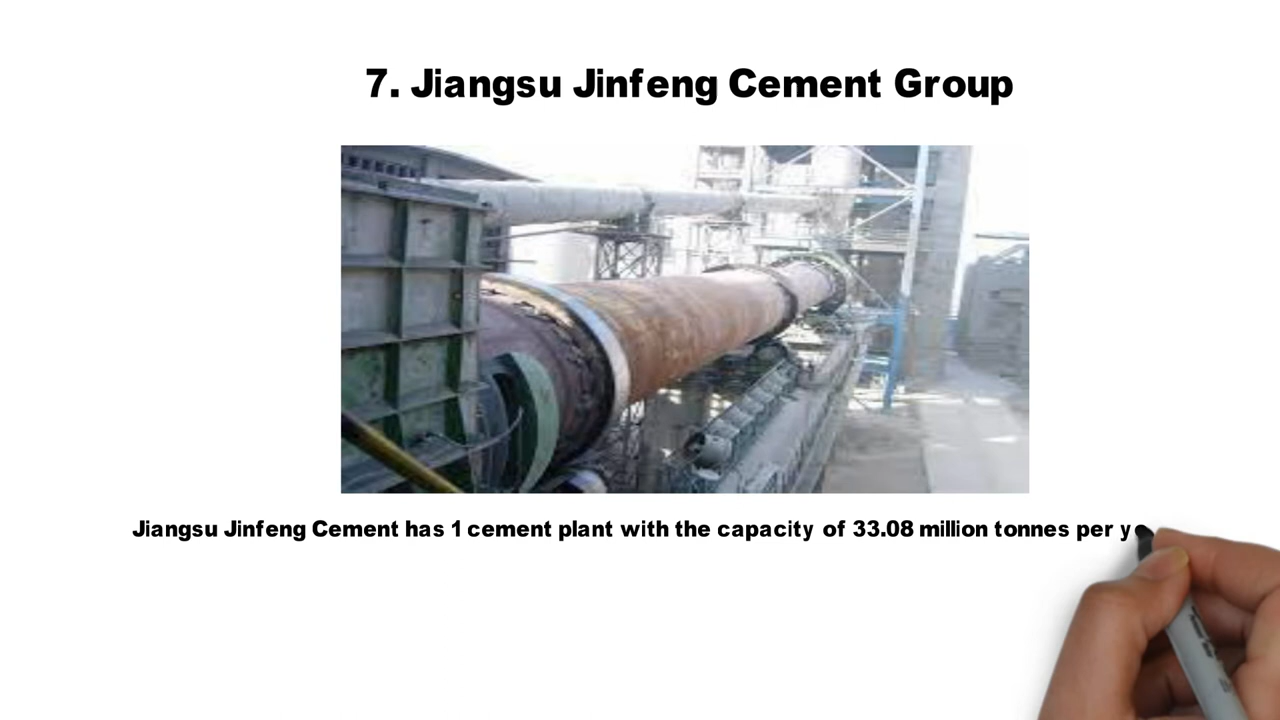 7. Jiangsu Jinfeng Cement Group
Jiangsu Jinfeng Cement has 1 cement plant with the capacity of 33.08 million tonnes per